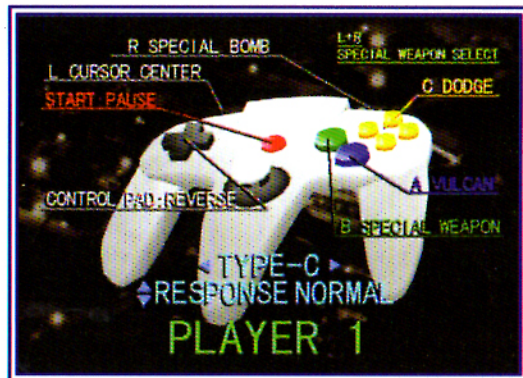 R SPECIAL BOMB
L+R
SPECIAL WEAPON SELECT
L CURSOR CENTER
C DODGE
START:PAUSE
A VULCAN
CONTROL PAD:REVERSE
B SPECIAL WEAPON
TYPE-C
RESPONSE NORMAL
PLAYER 1